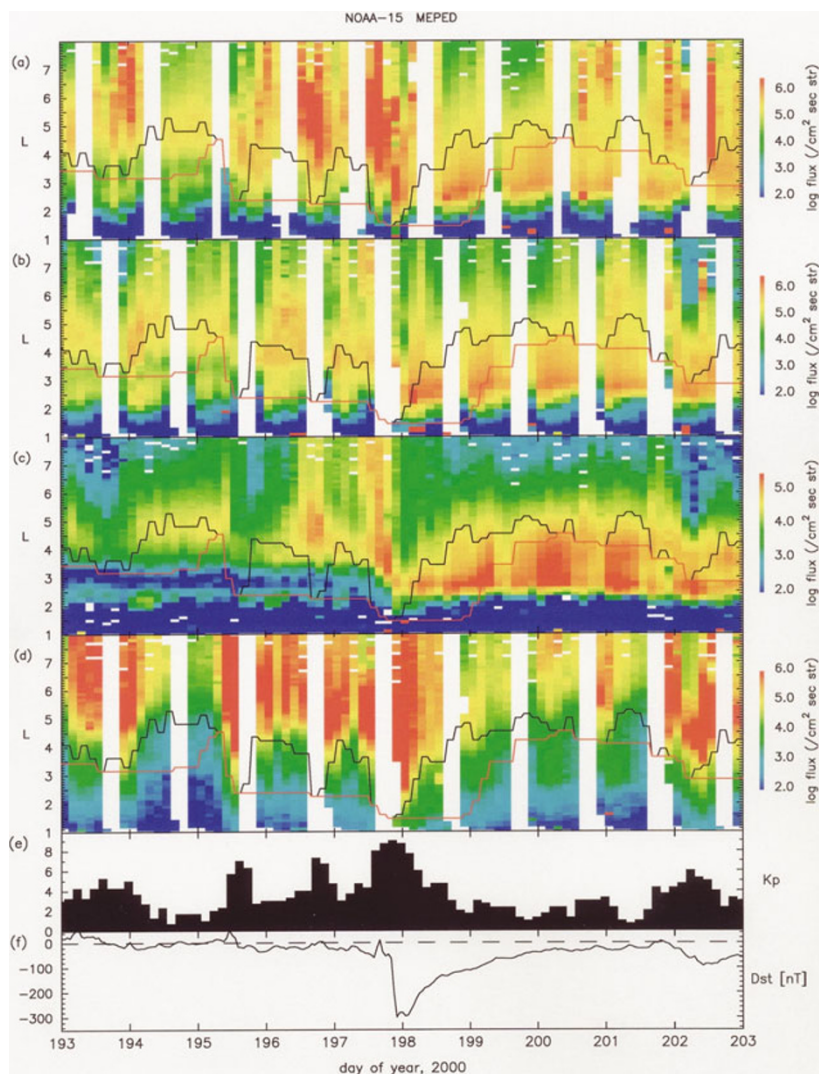 NOAA-15 MEPED
(a)
7
6
5
4
3
2
1
L
6.0
5.0
4.0
3.0
2.0
log flux (/cm² sec str)
(b)
7
6
5
4
3
2
1
L
6.0
5.0
4.0
3.0
2.0
log flux (/cm² sec str)
(c)
7
6
5
4
3
2
1
L
5.0
4.0
3.0
2.0
log flux (/cm² sec str)
(d)
7
6
5
4
3
2
1
L
6.0
5.0
4.0
3.0
2.0
log flux (/cm² sec str)
(e)
8
6
4
2
0
Kp
(f)
0
-100
-200
-300
Dst [nT]
193 194 195 196 197 198 199 200 201 202 203
day of year, 2000